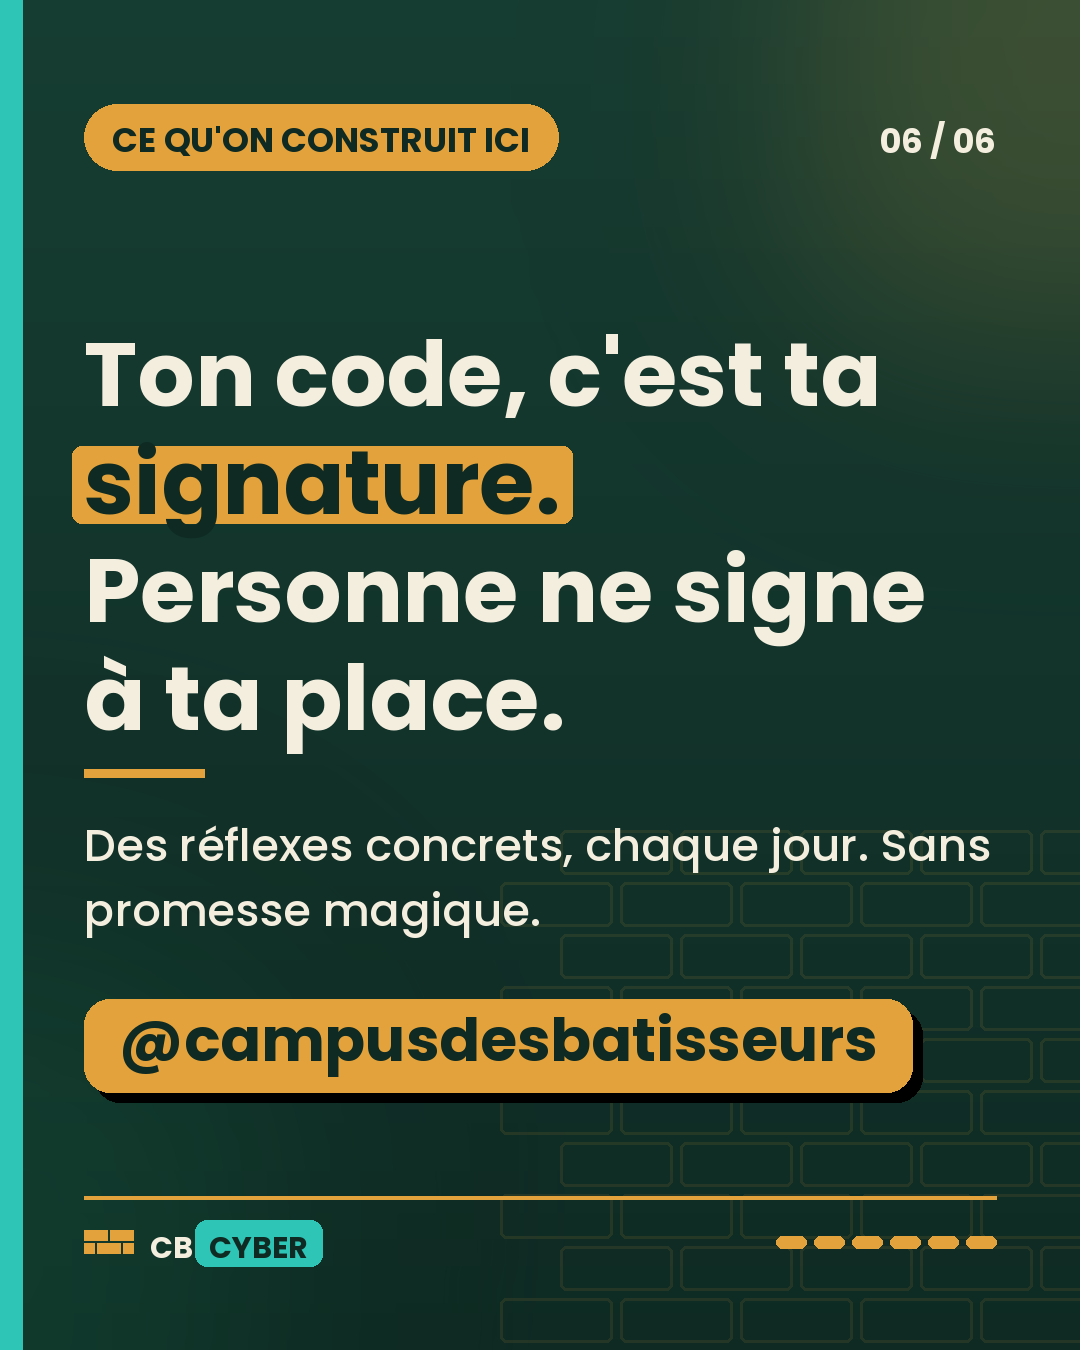 CE QU'ON CONSTRUIT ICI
06 / 06
Ton code, c'est ta
signature.
Personne ne signe
à ta place.
Des réflexes concrets, chaque jour. Sans
promesse magique.
@campusdesbatisseurs
CB CYBER